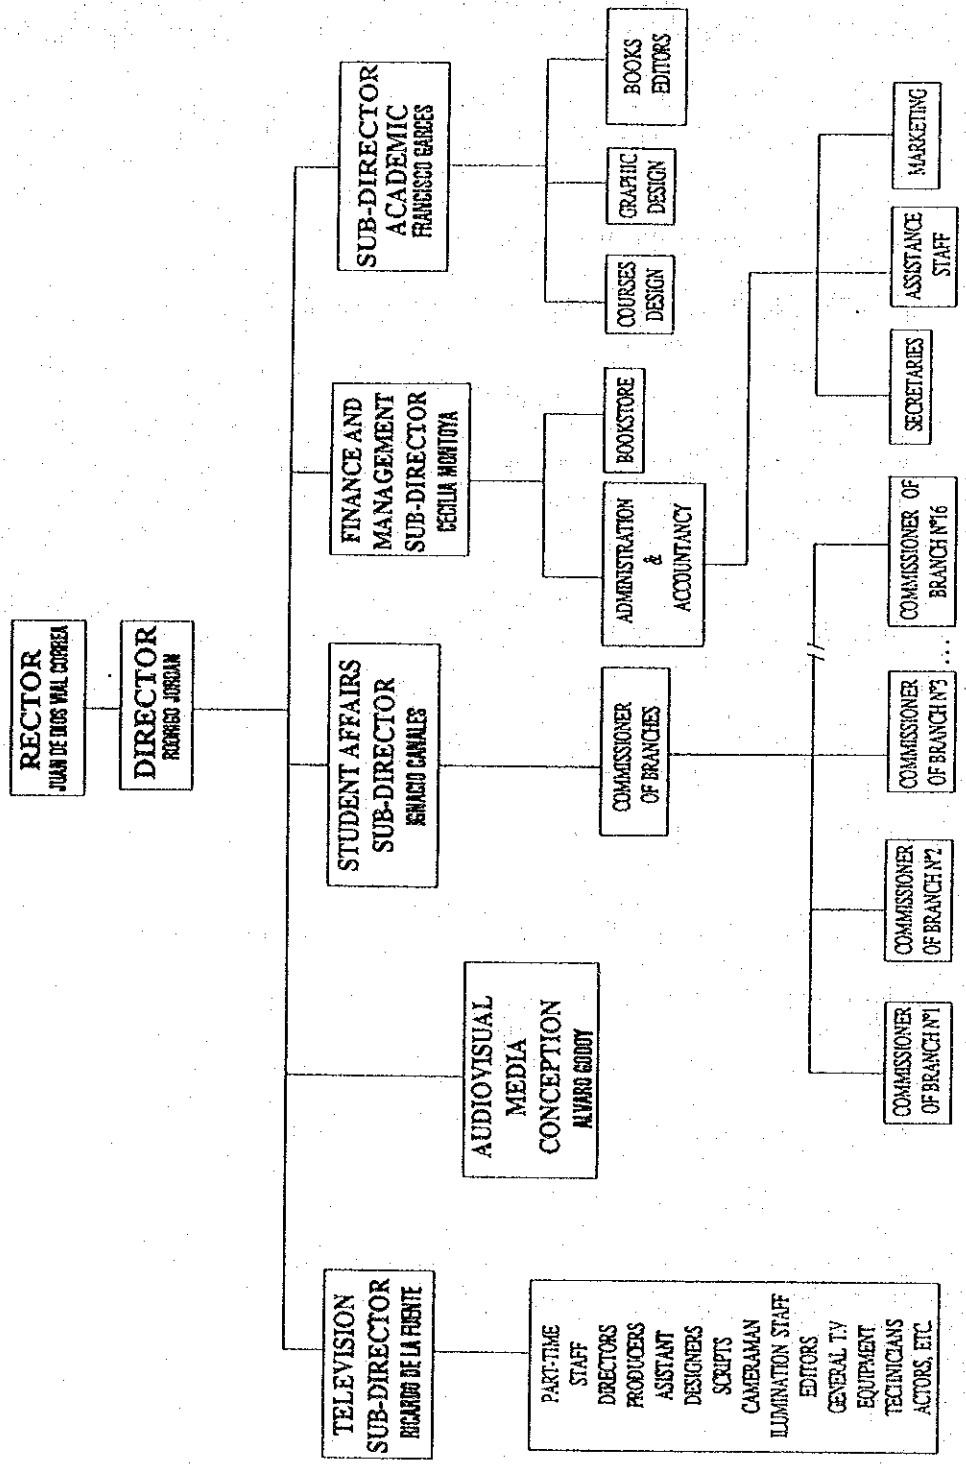 RECTOR
JUAN DE DIOS VIAL CORREA
DIRECTOR
RODRIGO JORDAN
TELEVISION
SUB-DIRECTOR
RICARDO DE LA FUENTE
AUDIOVISUAL
MEDIA
CONCEPTION
ALVARO GODOY
STUDENT AFFAIRS
SUB-DIRECTOR
IGNACIO CANALES
FINANCE AND
MANAGEMENT
SUB-DIRECTOR
CECILIA MONTOYA
SUB-DIRECTOR
ACADEMIC
FRANCISCO GARCES
PART-TIME
STAFF
DIRECTORS
PRODUCERS
ASISTANT
DESIGNERS
SCRIPTS
CAMERAMAN
ILUMINATION STAFF
EDITORS
GENERAL T.V
EQUIPMENT
TECHNICIANS
ACTORS, ETC.
COMMISSIONER
OF BRANCHES
ADMINISTRATION
&
ACCOUNTANCY
BOOKSTORE
COURSES
DESIGN
GRAPHIC
DESIGN
BOOKS
EDITORS
COMMISSIONER
OF BRANCH Nº1
COMMISSIONER
OF BRANCH Nº2
COMMISSIONER
OF BRANCH Nº3
...
COMMISSIONER OF
BRANCH Nº16
SECRETARIES
ASSISTANCE
STAFF
MARKETING